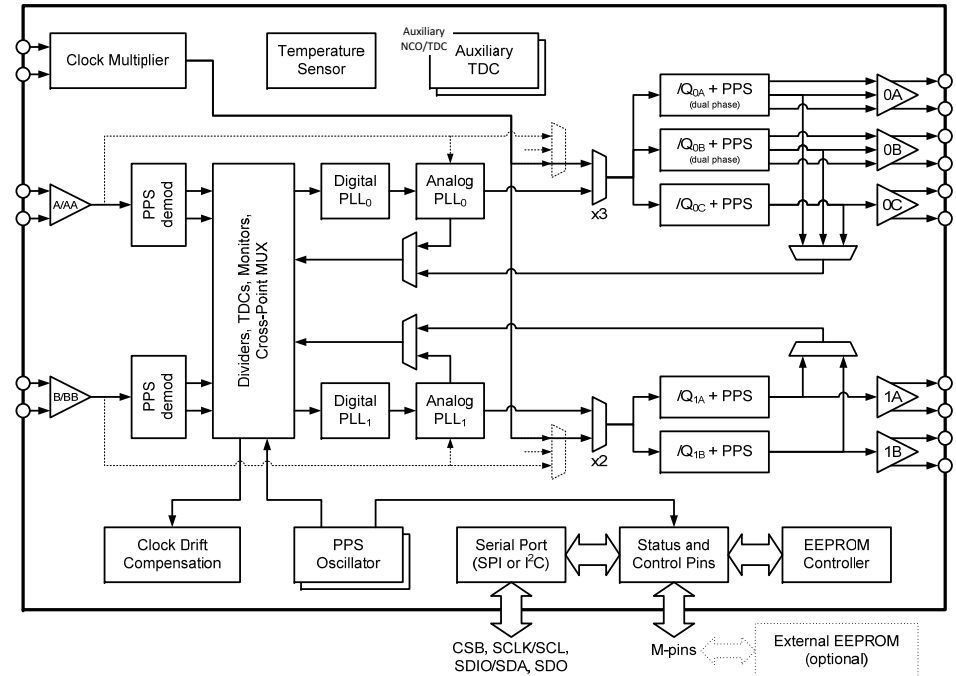 Clock Multiplier
Temperature
Sensor
Auxiliary
NCO/TDC
Auxiliary
TDC
/Q0A + PPS
(dual phase)
0A
/Q0B + PPS
(dual phase)
0B
/Q0C + PPS
0C
A/AA
PPS
demod
Dividers, TDCs, Monitors,
Cross-Point MUX
Digital
PLL0
Analog
PLL0
x3
B/BB
PPS
demod
Digital
PLL1
Analog
PLL1
x2
/Q1A + PPS
1A
/Q1B + PPS
1B
Clock Drift
Compensation
PPS
Oscillator
Serial Port
(SPI or I²C)
Status and
Control Pins
EEPROM
Controller
CSB, SCLK/SCL,
SDIO/SDA, SDO
M-pins
External EEPROM
(optional)